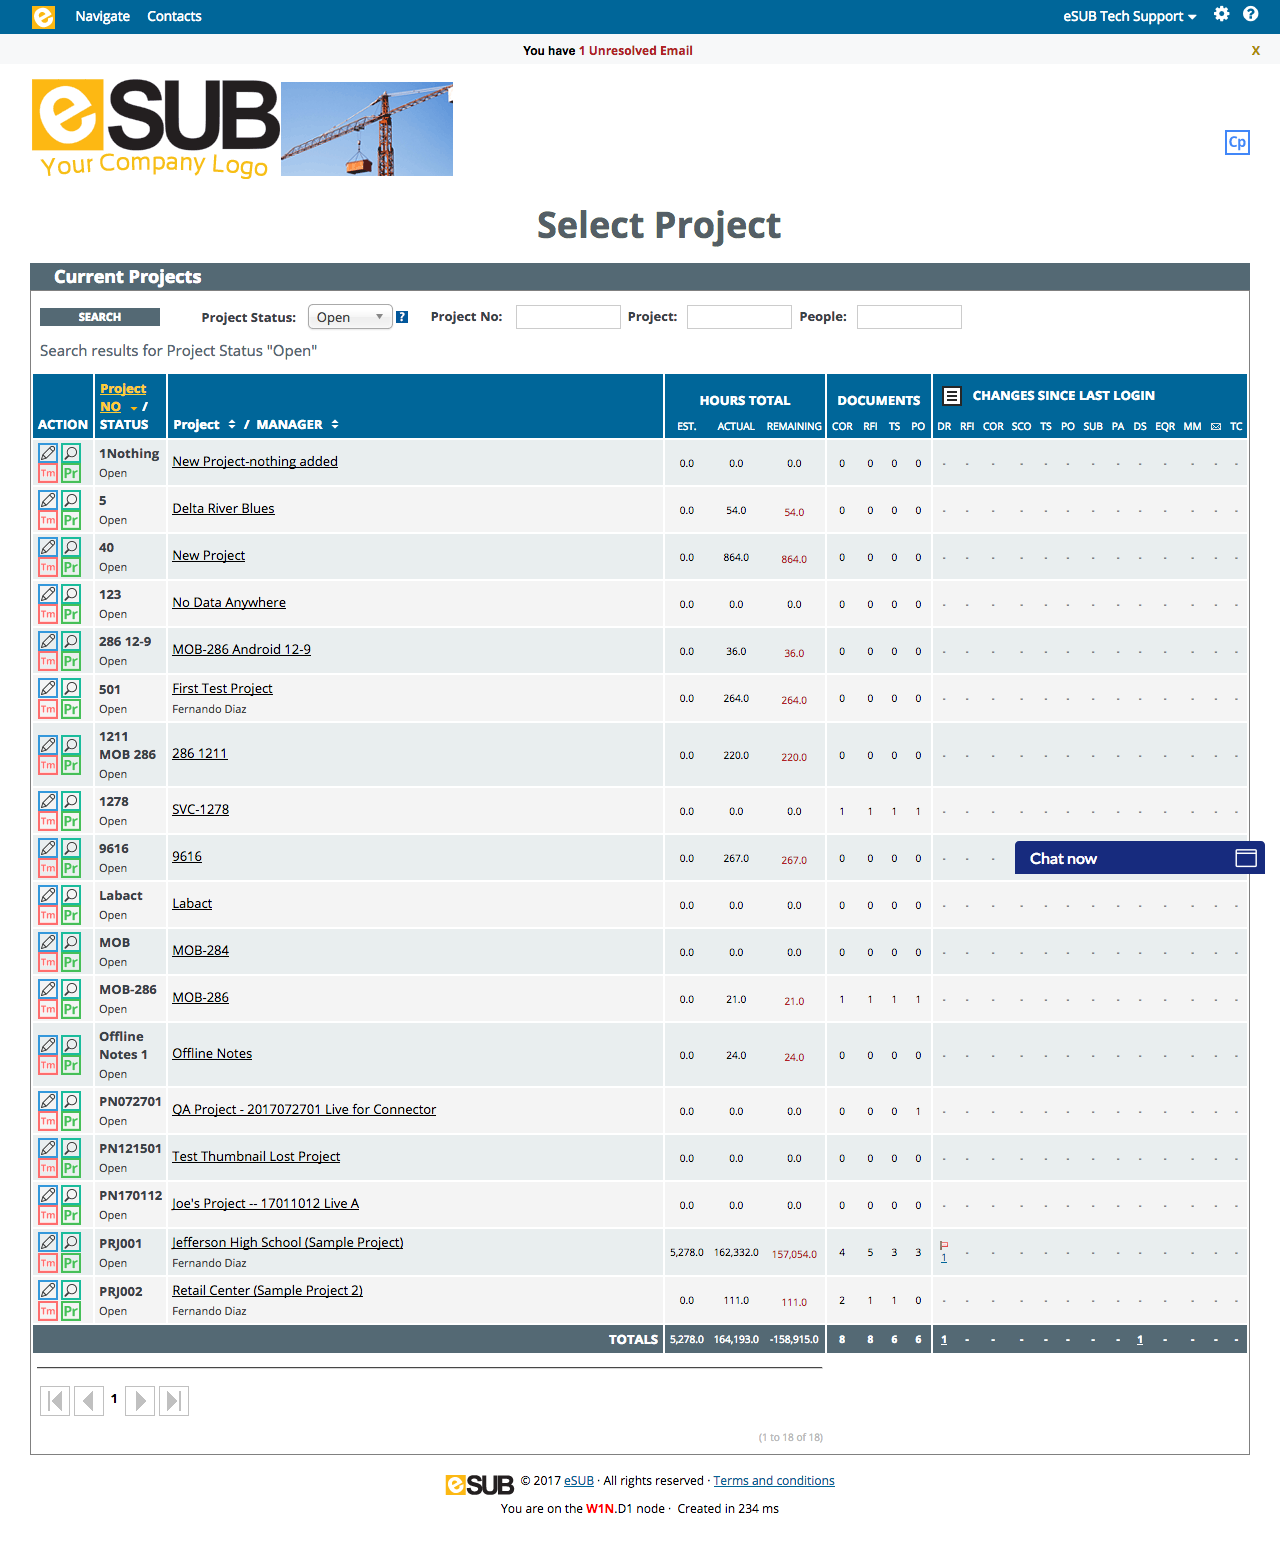 e Navigate Contacts eSUB Tech Support ?
You have 1 Unresolved Email X
eSUB
Your Company Logo
Cp
Select Project
Current Projects
SEARCH Project Status: Open ? Project No: Project: People:
Search results for Project Status "Open"
ACTION Project NO / STATUS Project / MANAGER HOURS TOTAL DOCUMENTS CHANGES SINCE LAST LOGIN
EST. ACTUAL REMAINING COR RFI TS PO DR RFI COR SCO TS PO SUB PA DS EQR MM TC
Tm Pr 1Nothing Open New Project-nothing added 0.0 0.0 0.0 0 0 0 0 - - - - - - - - - - - - -
Tm Pr 5 Open Delta River Blues 0.0 54.0 54.0 0 0 0 0 - - - - - - - - - - - - -
Tm Pr 40 Open New Project 0.0 864.0 864.0 0 0 0 0 - - - - - - - - - - - - -
Tm Pr 123 Open No Data Anywhere 0.0 0.0 0.0 0 0 0 0 - - - - - - - - - - - - -
Tm Pr 286 12-9 Open MOB-286 Android 12-9 0.0 36.0 36.0 0 0 0 0 - - - - - - - - - - - - -
Tm Pr 501 Open First Test Project Fernando Diaz 0.0 264.0 264.0 0 0 0 0 - - - - - - - - - - - - -
Tm Pr 1211 MOB 286 Open 286 1211 0.0 220.0 220.0 0 0 0 0 - - - - - - - - - - - - -
Tm Pr 1278 Open SVC-1278 0.0 0.0 0.0 1 1 1 1 - - - - - - - - - - - - -
Tm Pr 9616 Open 9616 0.0 267.0 267.0 0 0 0 0 - - -
Chat now
Tm Pr Labact Open Labact 0.0 0.0 0.0 0 0 0 0 - - - - - - - - - - - - -
Tm Pr MOB Open MOB-284 0.0 0.0 0.0 0 0 0 0 - - - - - - - - - - - - -
Tm Pr MOB-286 Open MOB-286 0.0 21.0 21.0 1 1 1 1 - - - - - - - - - - - - -
Tm Pr Offline Notes 1 Open Offline Notes 0.0 24.0 24.0 0 0 0 0 - - - - - - - - - - - - -
Tm Pr PN072701 Open QA Project - 2017072701 Live for Connector 0.0 0.0 0.0 0 0 0 1 - - - - - - - - - - - - -
Tm Pr PN121501 Open Test Thumbnail Lost Project 0.0 0.0 0.0 0 0 0 0 - - - - - - - - - - - - -
Tm Pr PN170112 Open Joe's Project -- 17011012 Live A 0.0 0.0 0.0 0 0 0 0 - - - - - - - - - - - - -
Tm Pr PRJ001 Open Jefferson High School (Sample Project) Fernando Diaz 5,278.0 162,332.0 157,054.0 4 5 3 3 1 - - - - - - - - - - - -
Tm Pr PRJ002 Open Retail Center (Sample Project 2) Fernando Diaz 0.0 111.0 111.0 2 1 1 0 - - - - - - - - - - - - -
TOTALS 5,278.0 164,193.0 -158,915.0 8 8 6 6 1 - - - - - - - 1 - - - -
1
(1 to 18 of 18)
eSUB © 2017 eSUB · All rights reserved · Terms and conditions
You are on the W1N.D1 node · Created in 234 ms